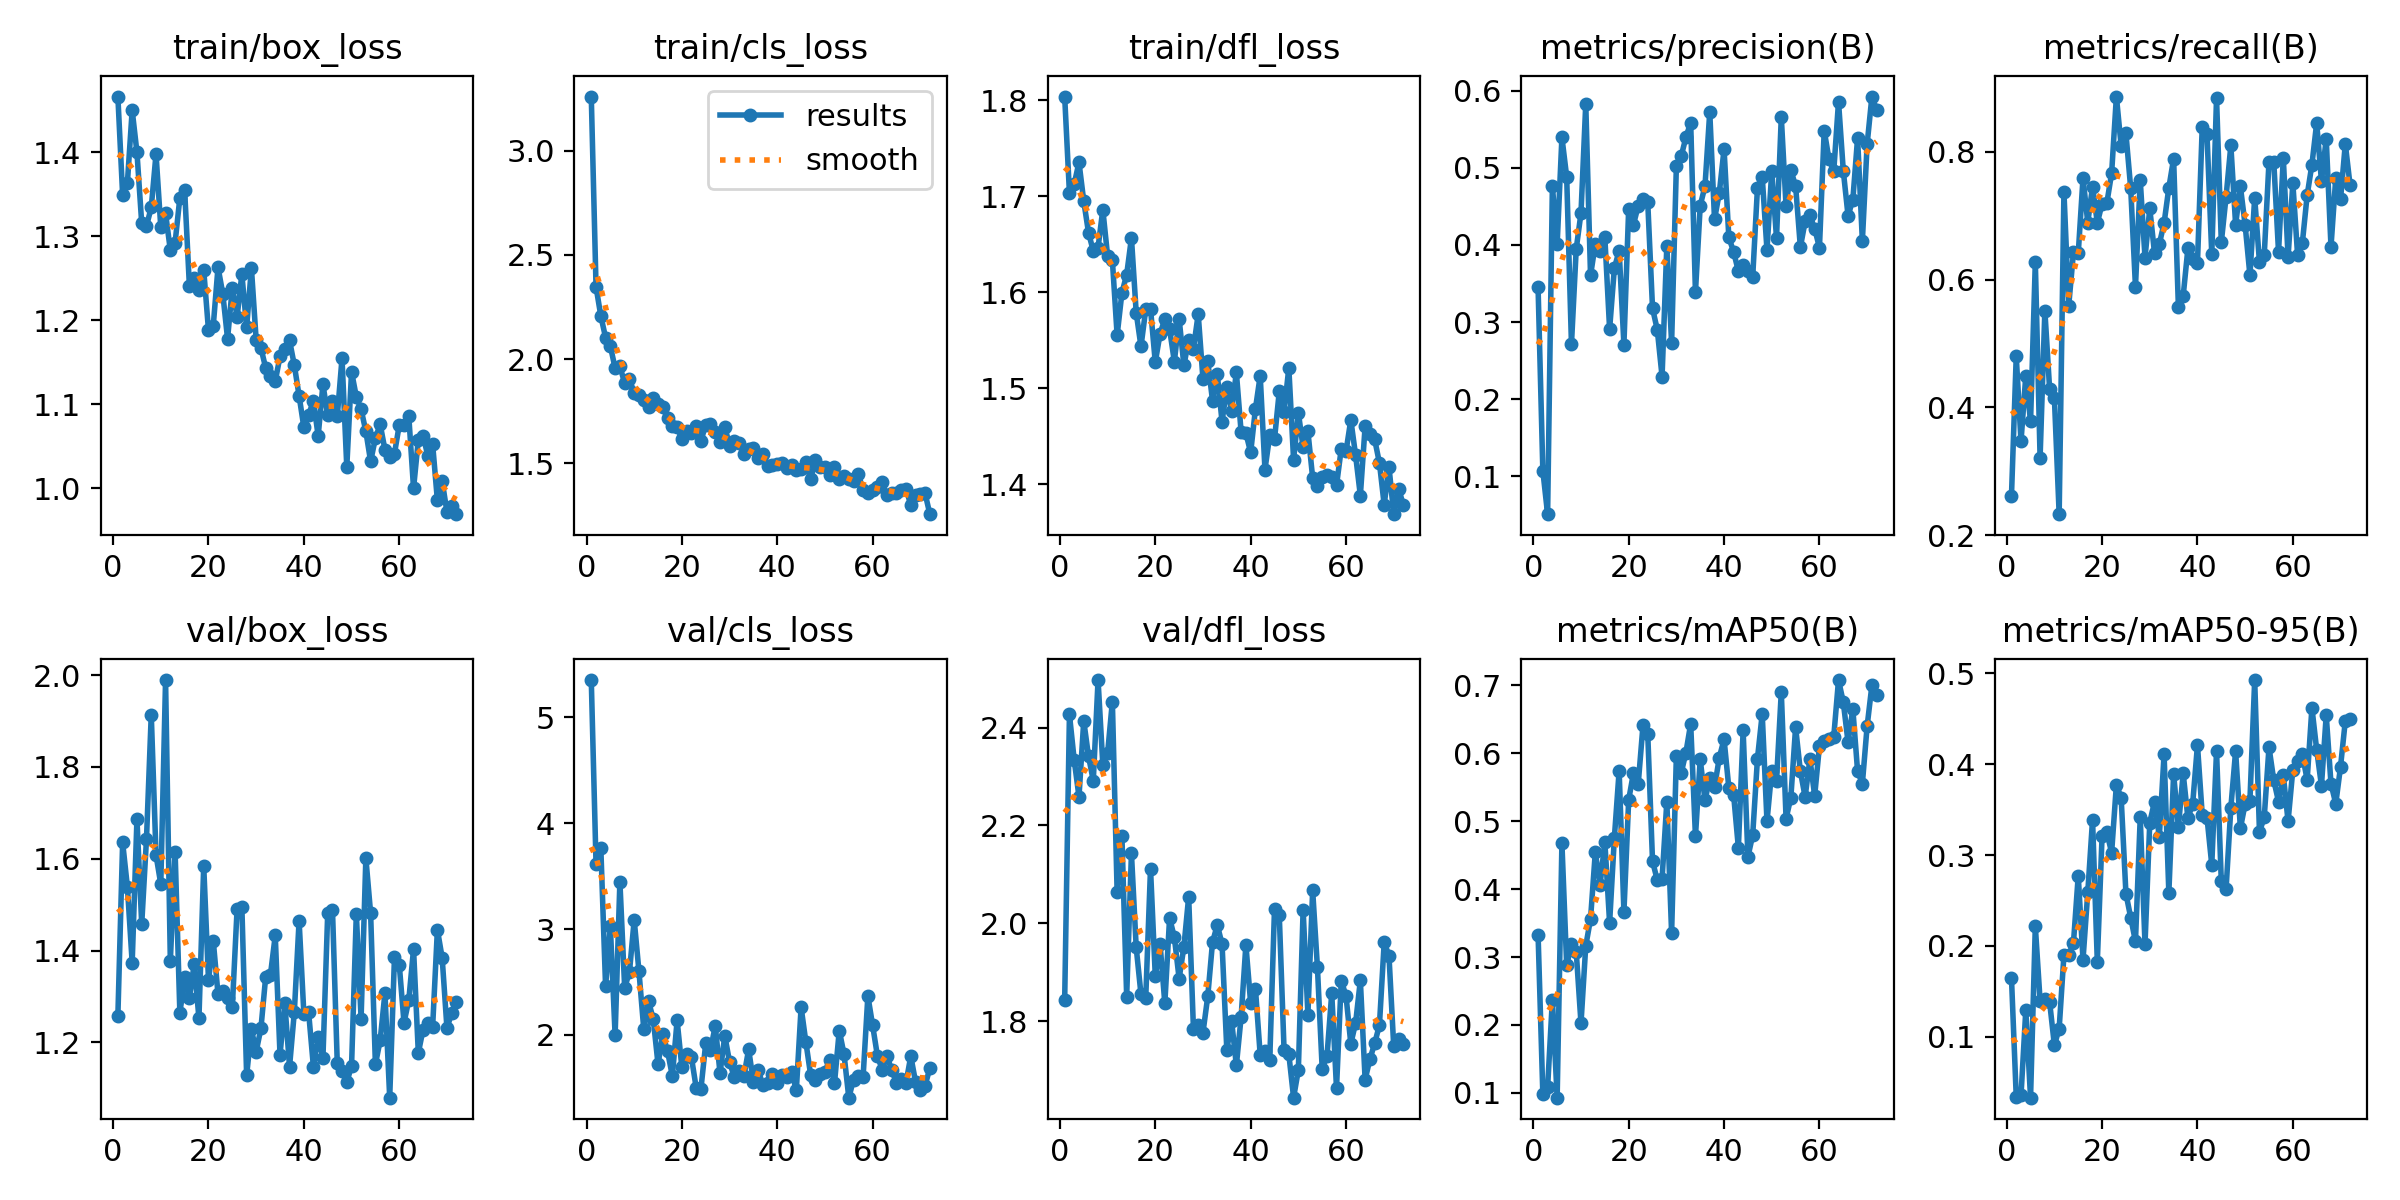 train/box_loss
1.4
1.3
1.2
1.1
1.0
0 20 40 60
train/cls_loss
results
smooth
3.0
2.5
2.0
1.5
0 20 40 60
train/dfl_loss
1.8
1.7
1.6
1.5
1.4
0 20 40 60
metrics/precision(B)
0.6
0.5
0.4
0.3
0.2
0.1
0 20 40 60
metrics/recall(B)
0.8
0.6
0.4
0.2
0 20 40 60
val/box_loss
2.0
1.8
1.6
1.4
1.2
0 20 40 60
val/cls_loss
5
4
3
2
0 20 40 60
val/dfl_loss
2.4
2.2
2.0
1.8
0 20 40 60
metrics/mAP50(B)
0.7
0.6
0.5
0.4
0.3
0.2
0.1
0 20 40 60
metrics/mAP50-95(B)
0.5
0.4
0.3
0.2
0.1
0 20 40 60